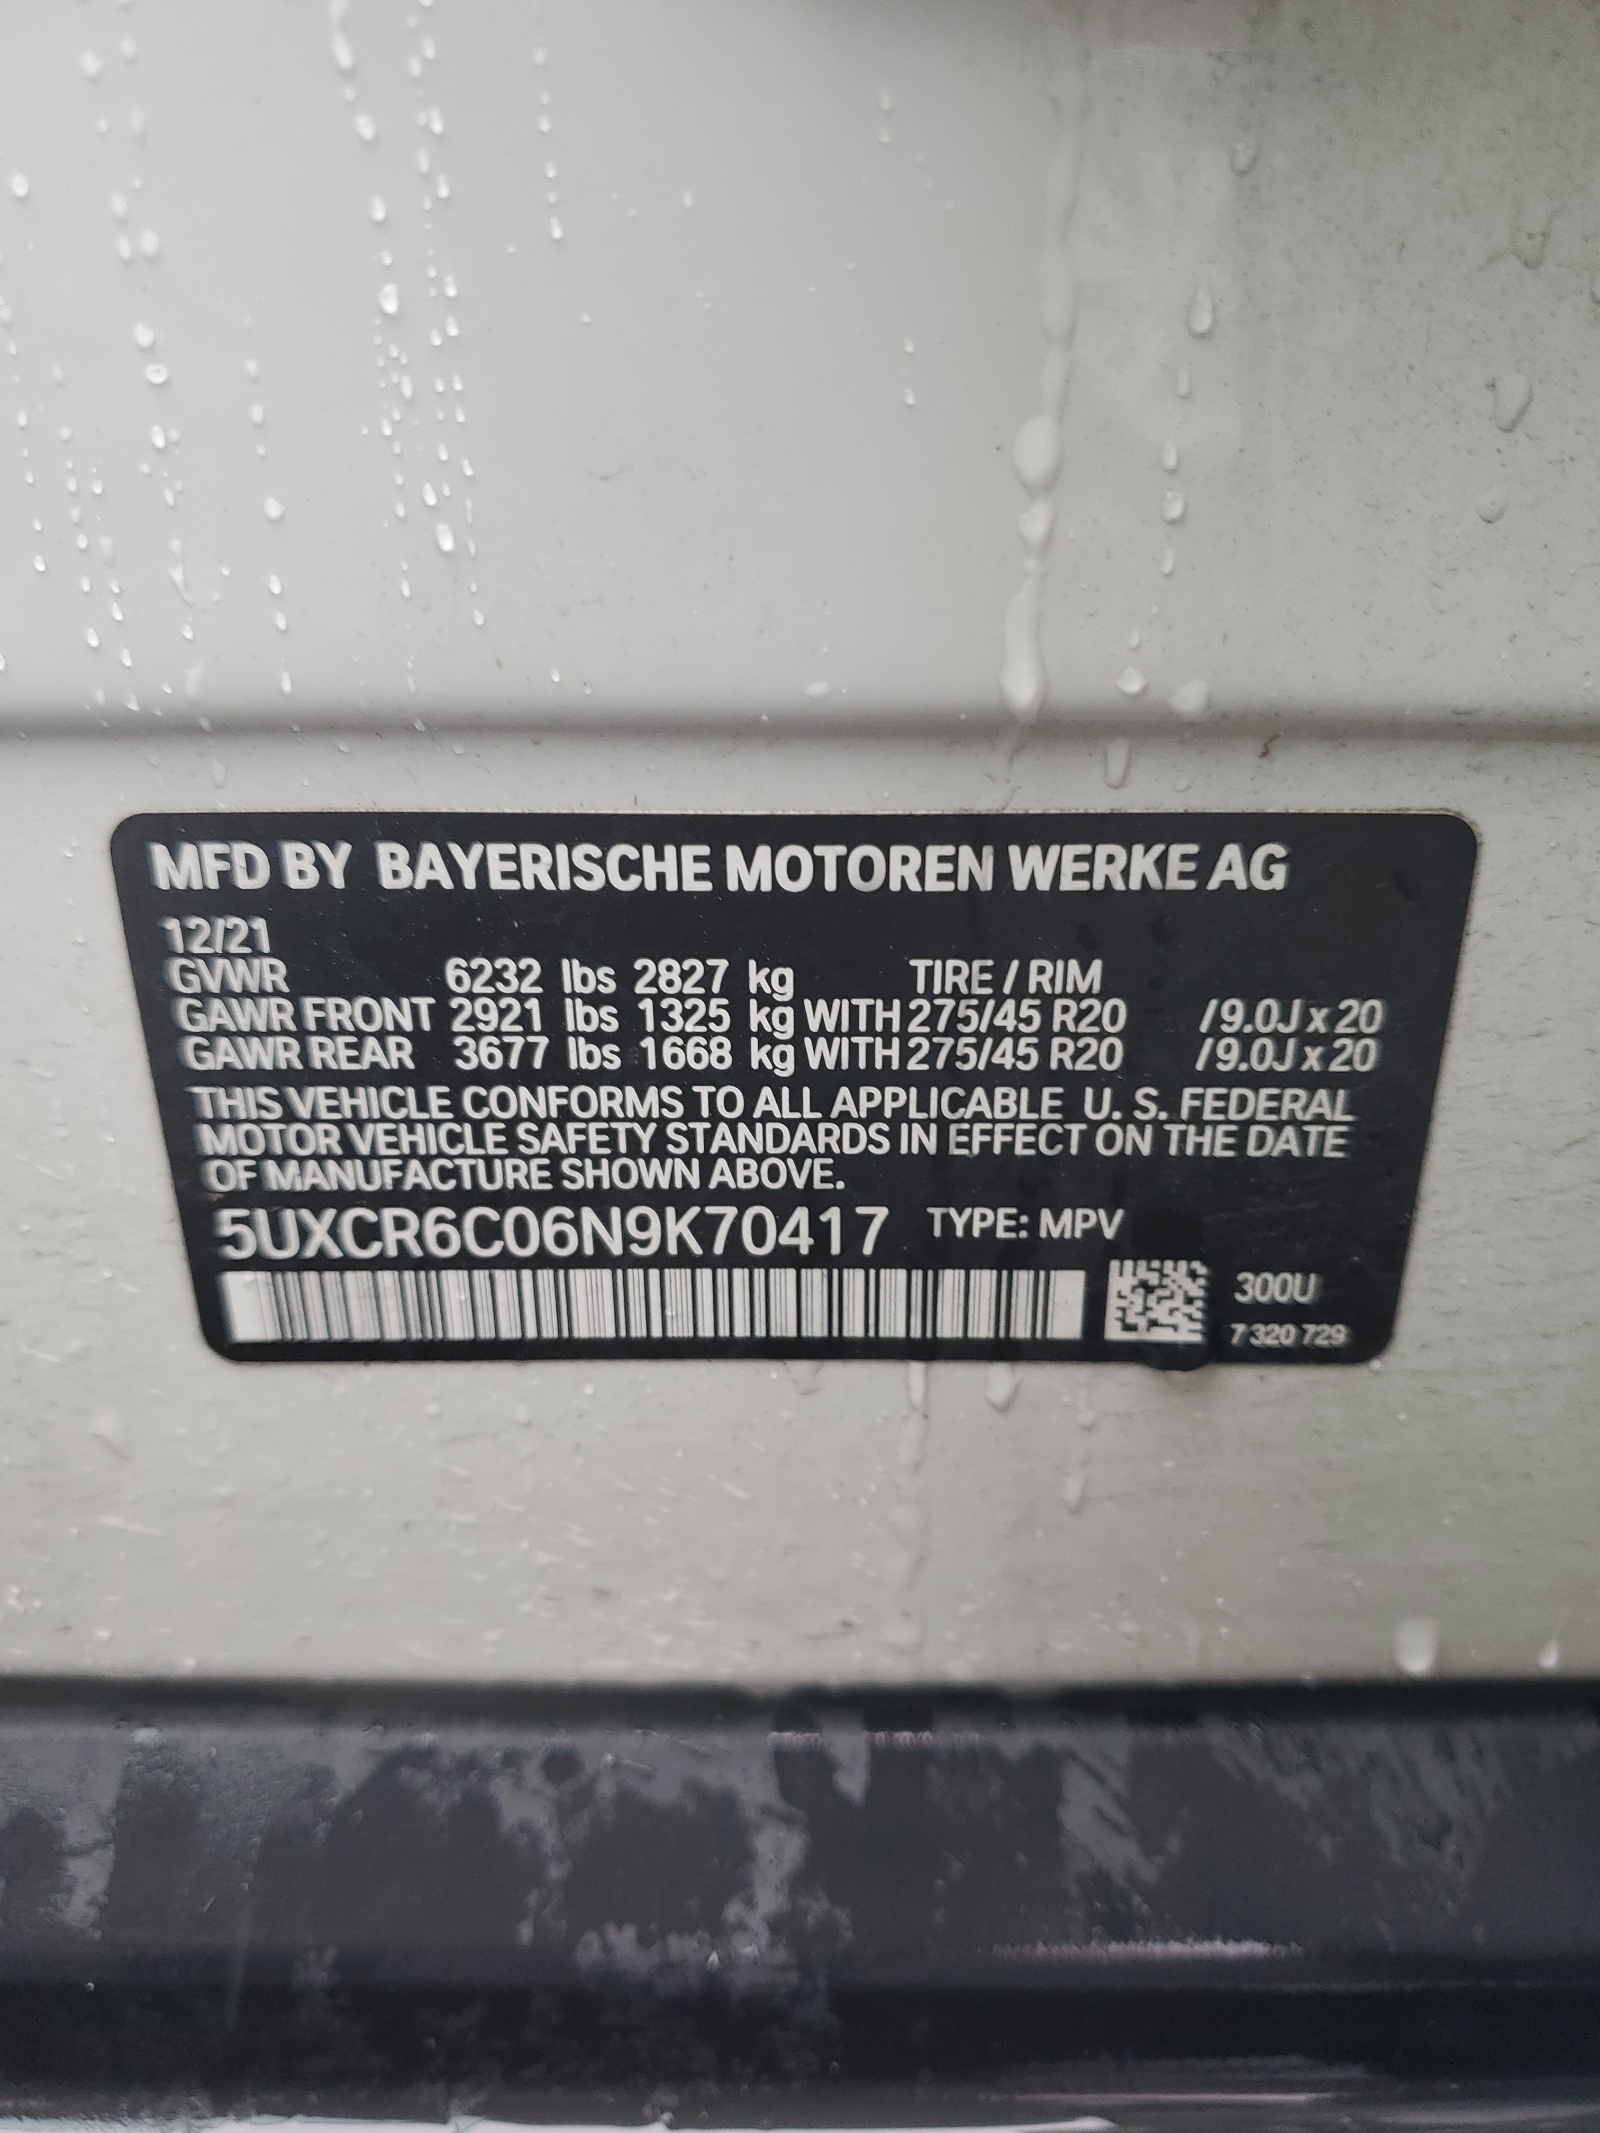 MFD BY BAYERISCHE MOTOREN WERKE AG
12/21
GVWR 6232 lbs 2827 kg TIRE / RIM
GAWR FRONT 2921 lbs 1325 kg WITH 275/45 R20 / 9.0J x 20
GAWR REAR 3677 lbs 1668 kg WITH 275/45 R20 / 9.0J x 20
THIS VEHICLE CONFORMS TO ALL APPLICABLE U. S. FEDERAL
MOTOR VEHICLE SAFETY STANDARDS IN EFFECT ON THE DATE
OF MANUFACTURE SHOWN ABOVE.
5UXCR6C06N9K70417 TYPE: MPV
300U
7 320 729